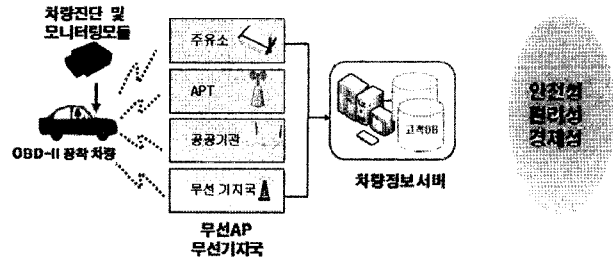 차량진단 및
모니터링모듈
OBD-II 장착 차량
주유소
APT
공공기관
무선 기지국
무선AP
무선기지국
고객DB
차량정보서버
안전성
편리성
경제성